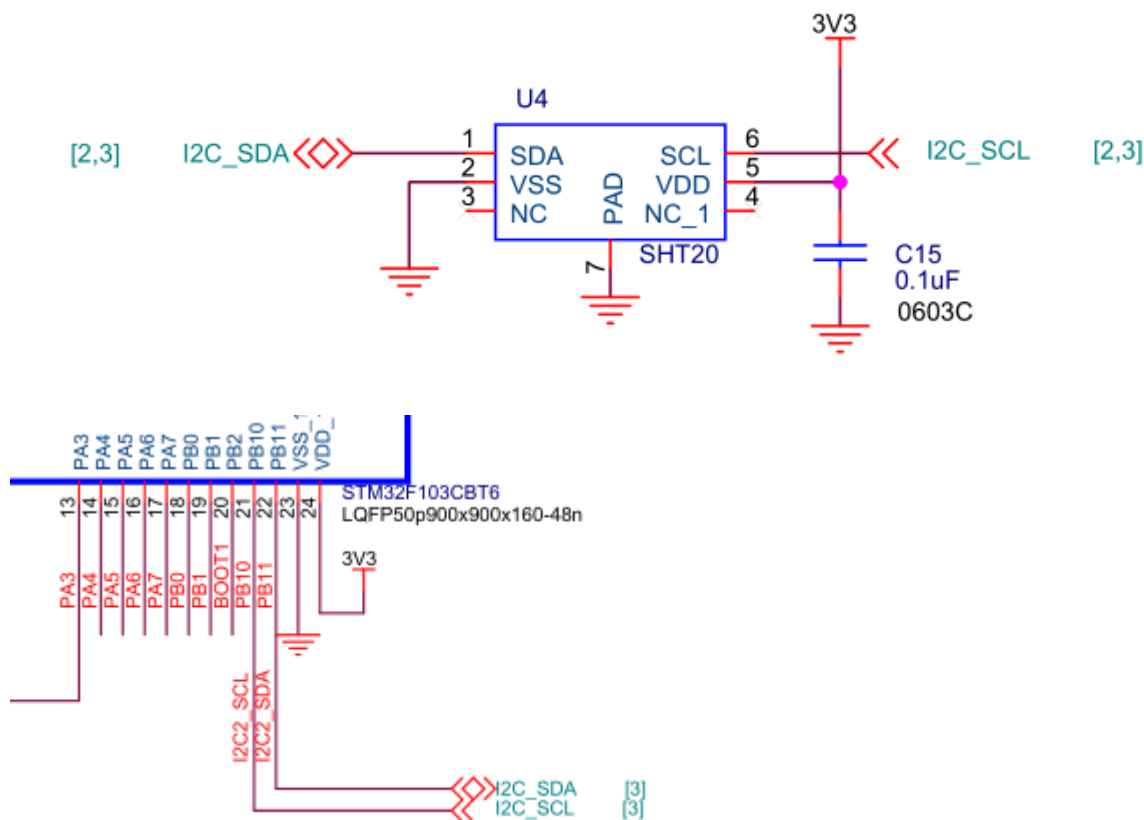 3V3
U4
[2,3] I2C_SDA 1 SDA SCL 6 I2C_SCL [2,3]
2 VSS VDD 5
3 NC PAD NC_1 4
7 SHT20
C15
0.1uF
0603C
PA3 PA4 PA5 PA6 PA7 PB0 PB1 PB2 PB10 PB11
13 14 15 16 17 18 19 20 21 22 23 24
STM32F103CBT6
LQFP50p900x900x160-48n
3V3
PA3 PA4 PA5 PA6 PA7 PB0 PB1 BOOT1 PB10 PB11
I2C2_SCL I2C2_SDA
I2C_SDA [3]
I2C_SCL [3]